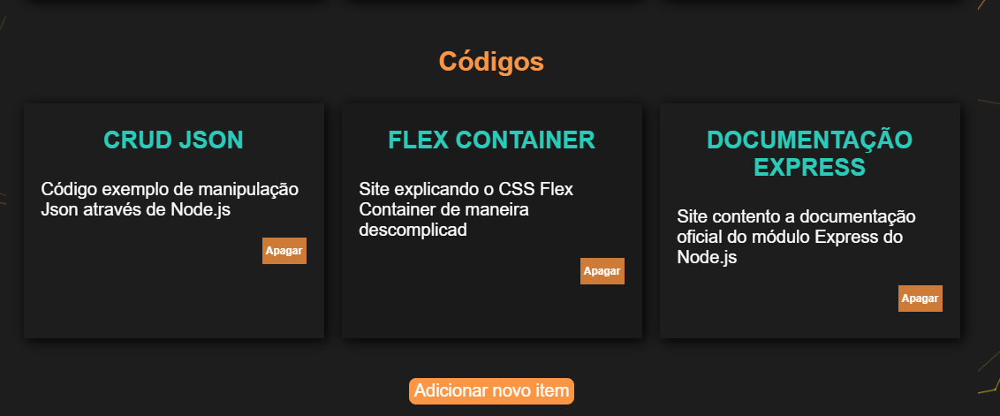 Códigos
CRUD JSON
Código exemplo de manipulação
Json através de Node.js
Apagar
FLEX CONTAINER
Site explicando o CSS Flex
Container de maneira
descomplicad
Apagar
DOCUMENTAÇÃO
EXPRESS
Site contento a documentação
oficial do módulo Express do
Node.js
Apagar
Adicionar novo item